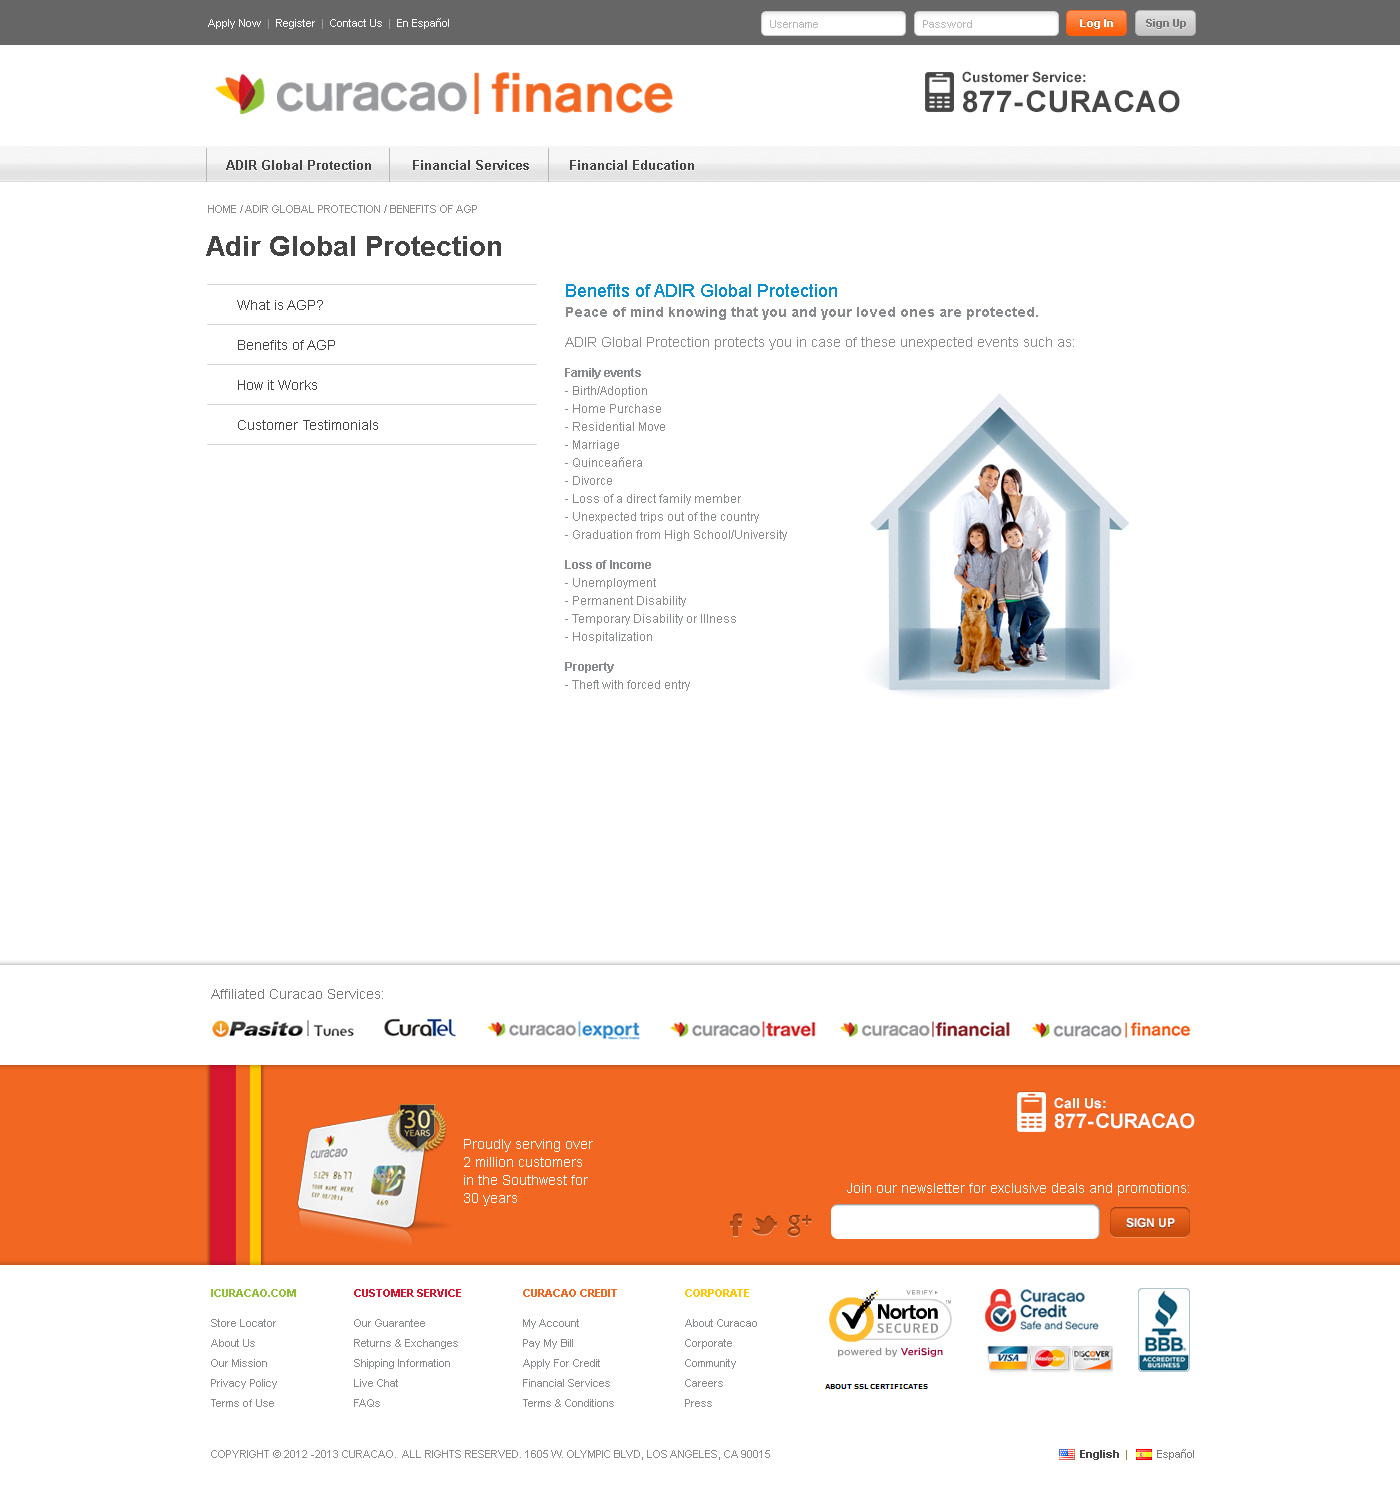 Apply Now | Register | Contact Us | En Español
Username
Password
Log In
Sign Up
curacao | finance
Customer Service:
877-CURACAO
ADIR Global Protection
Financial Services
Financial Education
HOME / ADIR GLOBAL PROTECTION / BENEFITS OF AGP
Adir Global Protection
What is AGP?
Benefits of AGP
How it Works
Customer Testimonials
Benefits of ADIR Global Protection
Peace of mind knowing that you and your loved ones are protected.
ADIR Global Protection protects you in case of these unexpected events such as:
Family events
- Birth/Adoption
- Home Purchase
- Residential Move
- Marriage
- Quinceañera
- Divorce
- Loss of a direct family member
- Unexpected trips out of the country
- Graduation from High School/University
Loss of Income
- Unemployment
- Permanent Disability
- Temporary Disability or Illness
- Hospitalization
Property
- Theft with forced entry
Affiliated Curacao Services:
Pasito | Tunes
CuraTel
curacao|export
curacao|travel
curacao|financial
curacao|finance
30
YEARS
curacao
5124 8677
YOUR NAME HERE
EXP 08/2014
469
Proudly serving over
2 million customers
in the Southwest for
30 years
Call Us:
877-CURACAO
Join our newsletter for exclusive deals and promotions:
f
g+
SIGN UP
ICURACAO.COM
Store Locator
About Us
Our Mission
Privacy Policy
Terms of Use
CUSTOMER SERVICE
Our Guarantee
Returns & Exchanges
Shipping Information
Live Chat
FAQs
CURACAO CREDIT
My Account
Pay My Bill
Apply For Credit
Financial Services
Terms & Conditions
CORPORATE
About Curacao
Corporate
Community
Careers
Press
VERIFY
Norton
SECURED
TM
powered by VeriSign
ABOUT SSL CERTIFICATES
Curacao
Credit
Safe and Secure
VISA
MasterCard
DISCOVER
BBB
ACCREDITED
BUSINESS
COPYRIGHT © 2012 -2013 CURACAO. ALL RIGHTS RESERVED. 1605 W. OLYMPIC BLVD, LOS ANGELES, CA 90015
English | Español